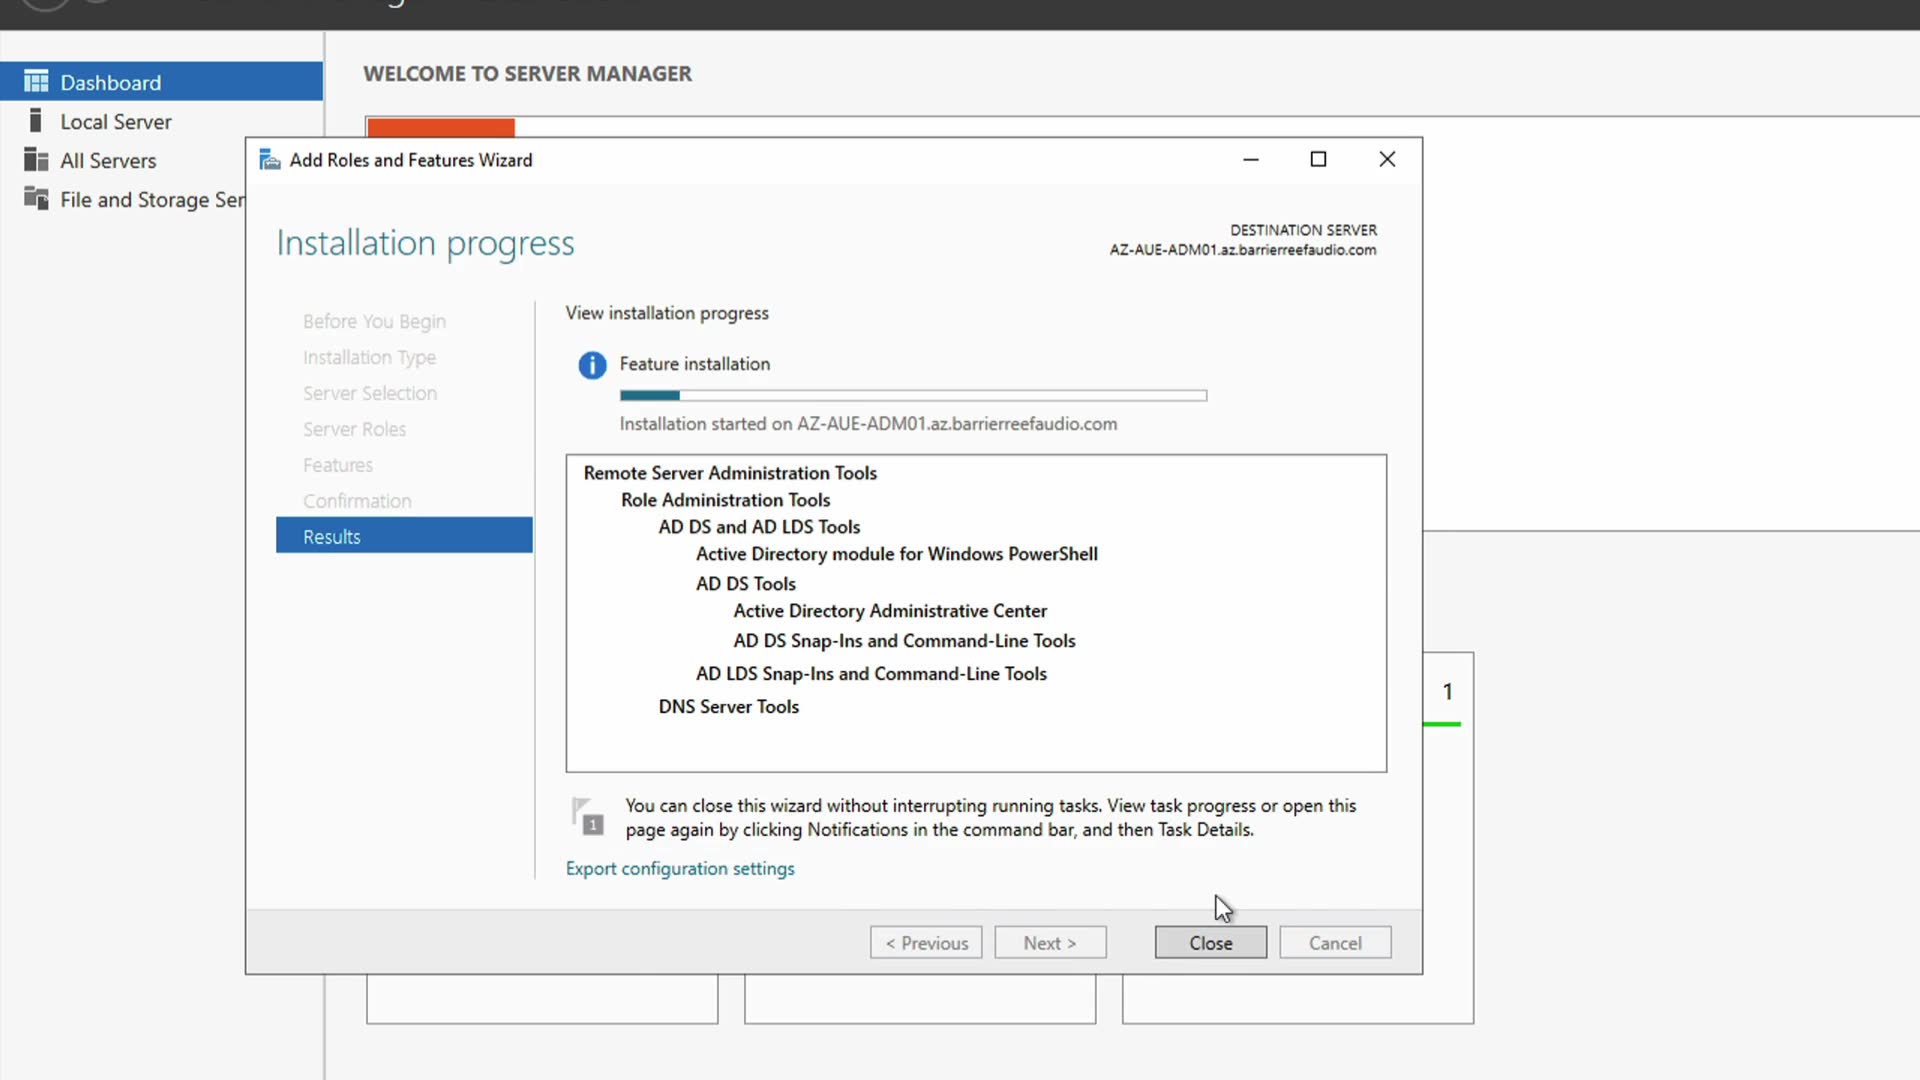 WELCOME TO SERVER MANAGER
Dashboard
Local Server
All Servers
File and Storage Ser
Add Roles and Features Wizard
Installation progress
DESTINATION SERVER
AZ-AUE-ADM01.az.barrierreefaudio.com
Before You Begin
Installation Type
Server Selection
Server Roles
Features
Confirmation
Results
View installation progress
Feature installation
Installation started on AZ-AUE-ADM01.az.barrierreefaudio.com
Remote Server Administration Tools
Role Administration Tools
AD DS and AD LDS Tools
Active Directory module for Windows PowerShell
AD DS Tools
Active Directory Administrative Center
AD DS Snap-Ins and Command-Line Tools
AD LDS Snap-Ins and Command-Line Tools
DNS Server Tools
1
1
You can close this wizard without interrupting running tasks. View task progress or open this
page again by clicking Notifications in the command bar, and then Task Details.
Export configuration settings
< Previous
Next >
Close
Cancel